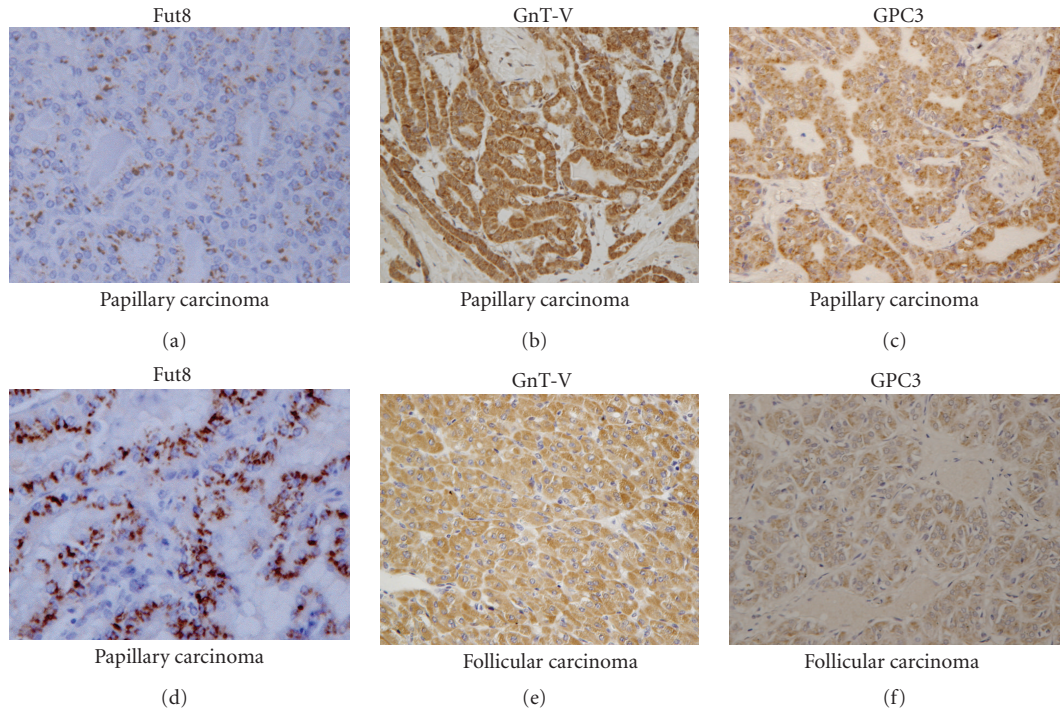 Fut8
GnT-V
GPC3
Papillary carcinoma
Papillary carcinoma
Papillary carcinoma
(a)
(b)
(c)
Fut8
GnT-V
GPC3
Papillary carcinoma
Follicular carcinoma
Follicular carcinoma
(d)
(e)
(f)